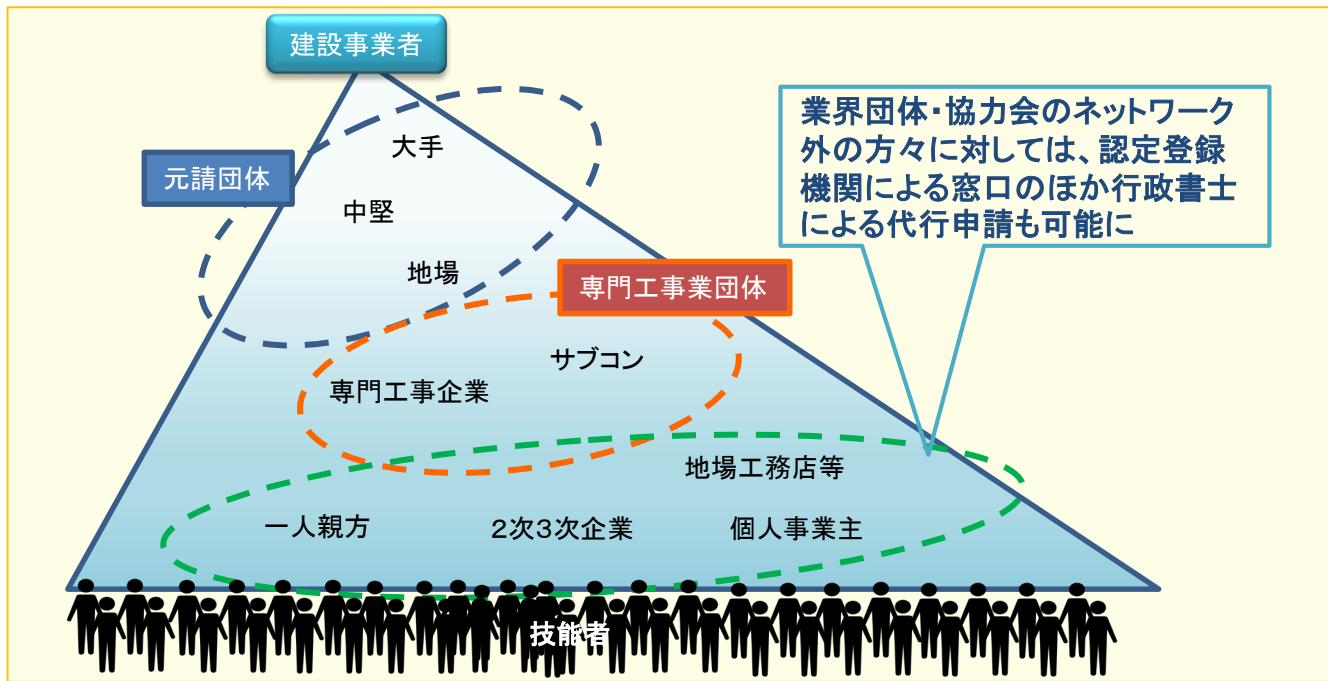 建設事業者
業界団体・協力会のネットワーク
外の方々に対しては、認定登録
機関による窓口のほか行政書士
による代行申請も可能に
大手
元請団体
中堅
地場
専門工事業団体
サブコン
専門工事企業
地場工務店等
一人親方
2次3次企業
個人事業主
技能者